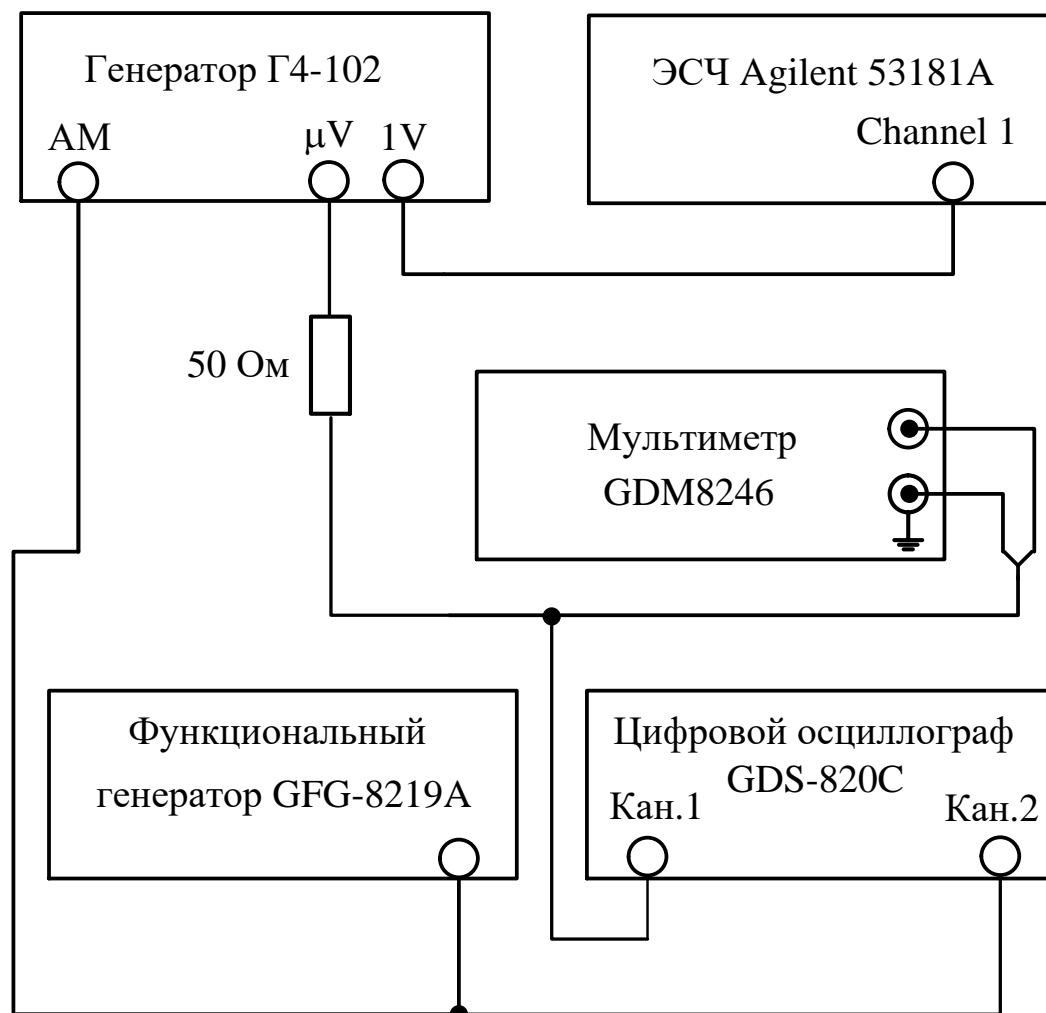 Генератор Г4-102
AM
μV
1V
ЭСЧ Agilent 53181A
Channel 1
50 Ом
Мультиметр
GDM8246
Функциональный
генератор GFG-8219A
Цифровой осциллограф
GDS-820C
Кан.1
Кан.2